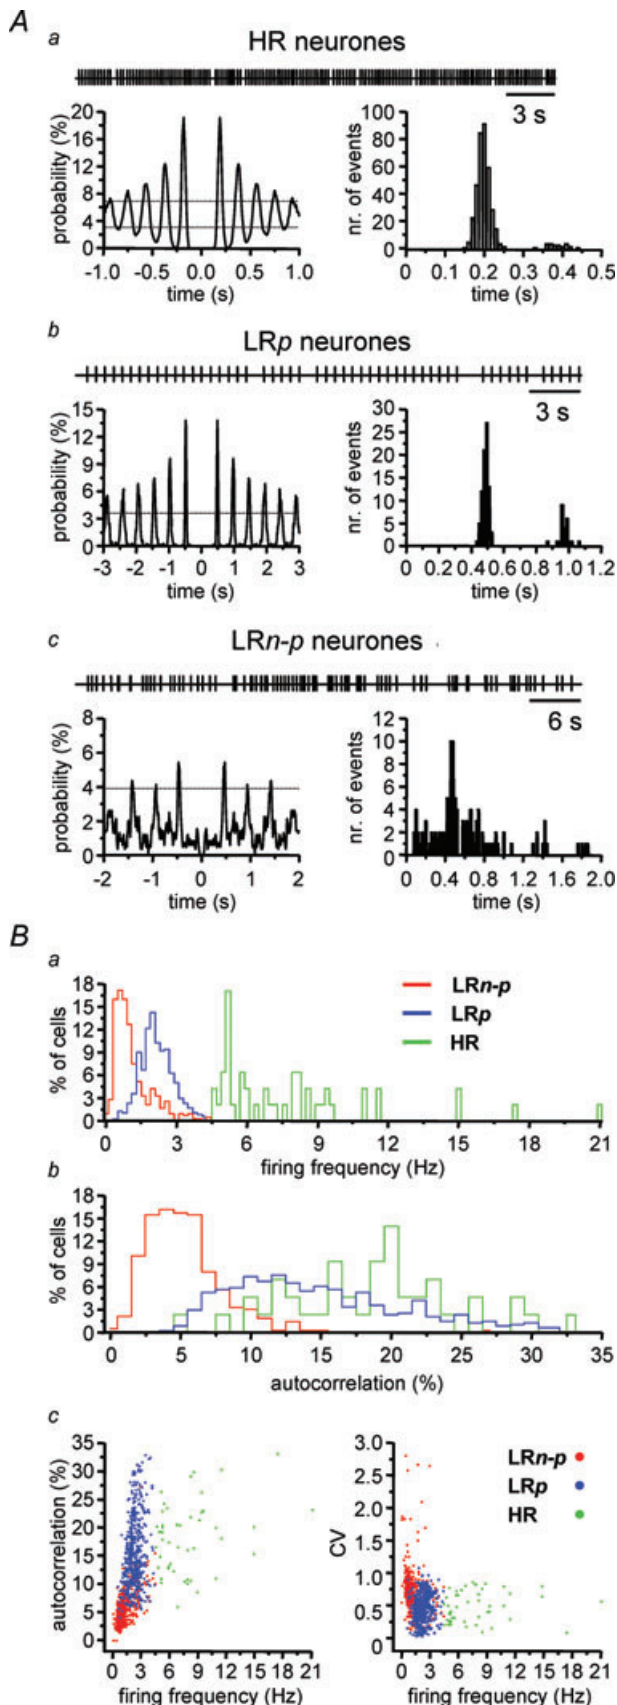 A
a
HR neurones
3 s
probability (%)
20
16
12
8
4
0
-1.0 -0.5 0.0 0.5 1.0
time (s)
nr. of events
100
80
60
40
20
0
0 0.1 0.2 0.3 0.4 0.5
time (s)
b
LRp neurones
3 s
probability (%)
15
12
9
6
3
0
-3 -2 -1 0 1 2 3
time (s)
nr. of events
30
25
20
15
10
5
0
0 0.2 0.4 0.6 0.8 1.0 1.2
time (s)
c
LRn-p neurones
6 s
probability (%)
8
6
4
2
0
-2 -1 0 1 2
time (s)
nr. of events
12
10
8
6
4
2
0
0 0.4 0.8 1.2 1.6 2.0
time (s)
B
a
% of cells
18
15
12
9
6
3
0
0 3 6 9 12 15 18 21
firing frequency (Hz)
LRn-p
LRp
HR
b
% of cells
18
15
12
9
6
3
0
0 5 10 15 20 25 30 35
autocorrelation (%)
c
autocorrelation (%)
35
30
25
20
15
10
5
0
0 3 6 9 12 15 18 21
firing frequency (Hz)
CV
3.0
2.5
2.0
1.5
1.0
0.5
0
0 3 6 9 12 15 18 21
firing frequency (Hz)
LRn-p
LRp
HR